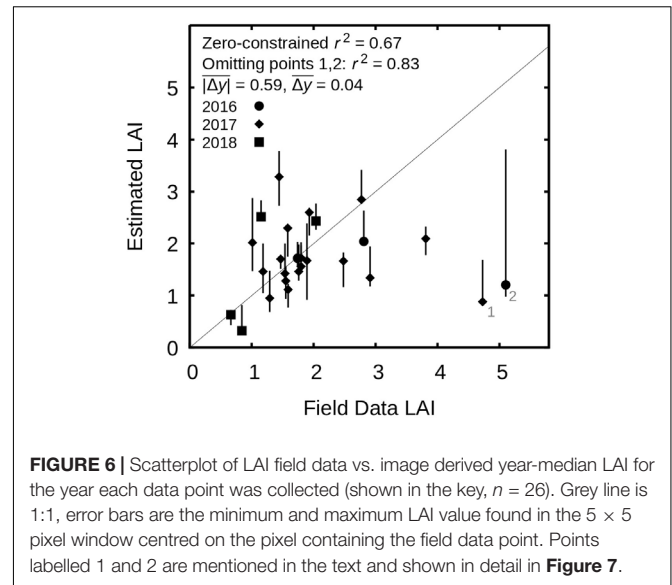 Zero-constrained r² = 0.67
Omitting points 1,2: r² = 0.83
|Δy| = 0.59, Δy = 0.04
2016
2017
2018
5
4
3
2
1
0
Estimated LAI
1
2
0 1 2 3 4 5
Field Data LAI
FIGURE 6 | Scatterplot of LAI field data vs. image derived year-median LAI for
the year each data point was collected (shown in the key, n = 26). Grey line is
1:1, error bars are the minimum and maximum LAI value found in the 5 × 5
pixel window centred on the pixel containing the field data point. Points
labelled 1 and 2 are mentioned in the text and shown in detail in Figure 7.